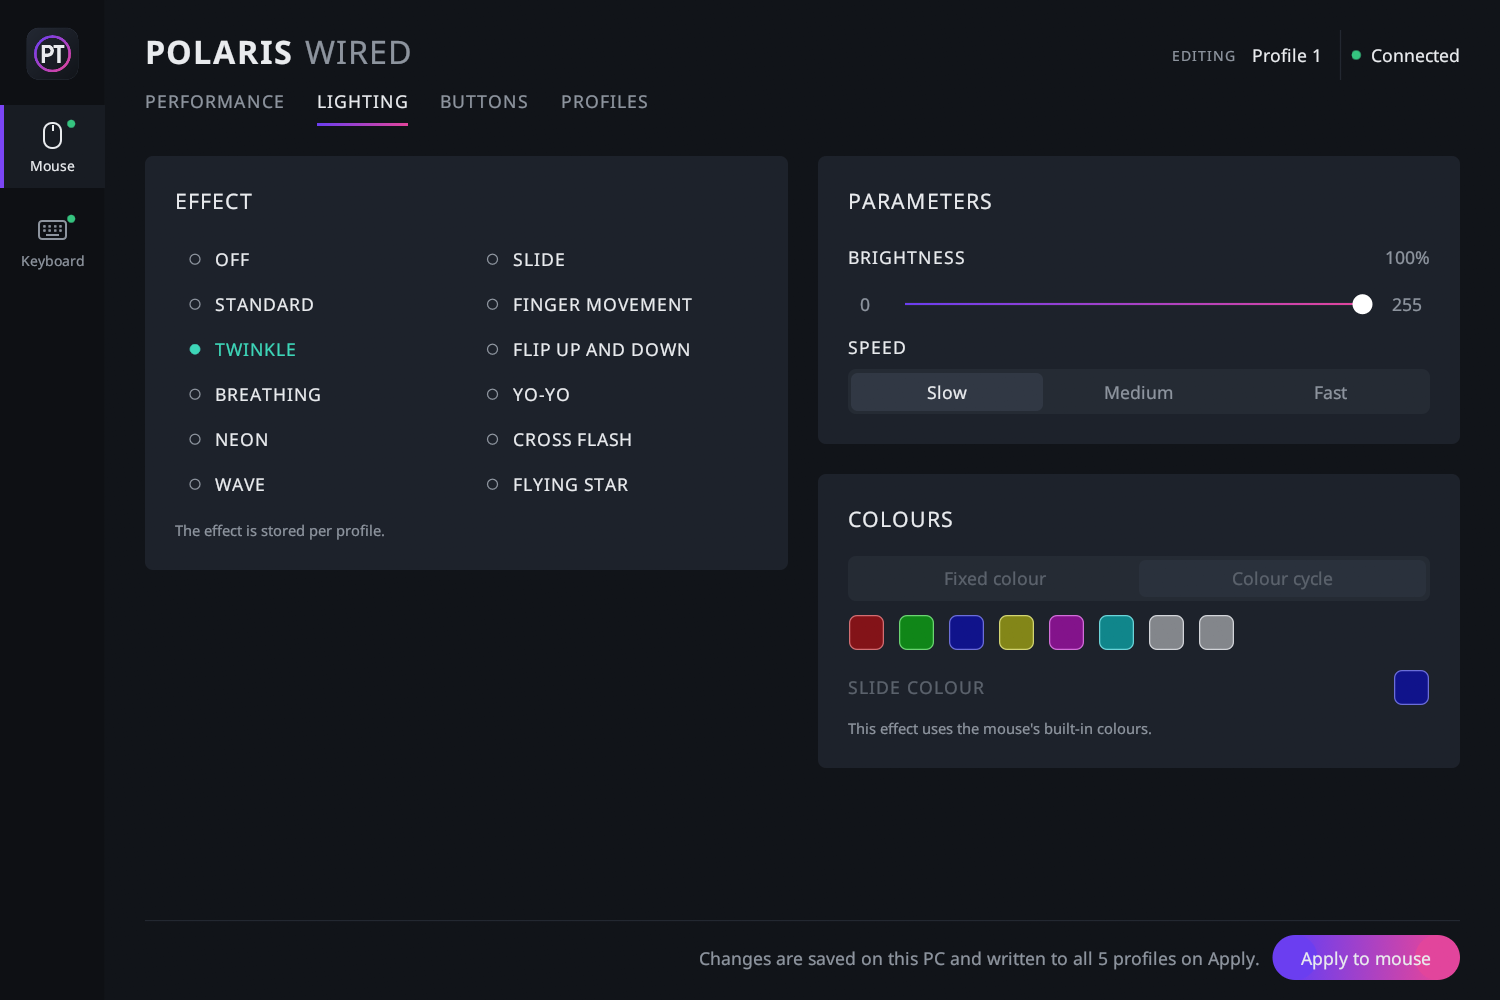 PT
POLARIS WIRED
EDITING Profile 1 Connected
PERFORMANCE LIGHTING BUTTONS PROFILES
Mouse
Keyboard
EFFECT
OFF
STANDARD
TWINKLE
BREATHING
NEON
WAVE
SLIDE
FINGER MOVEMENT
FLIP UP AND DOWN
YO-YO
CROSS FLASH
FLYING STAR
The effect is stored per profile.
PARAMETERS
BRIGHTNESS 100%
0 255
SPEED
Slow Medium Fast
COLOURS
Fixed colour Colour cycle
SLIDE COLOUR
This effect uses the mouse's built-in colours.
Changes are saved on this PC and written to all 5 profiles on Apply. Apply to mouse